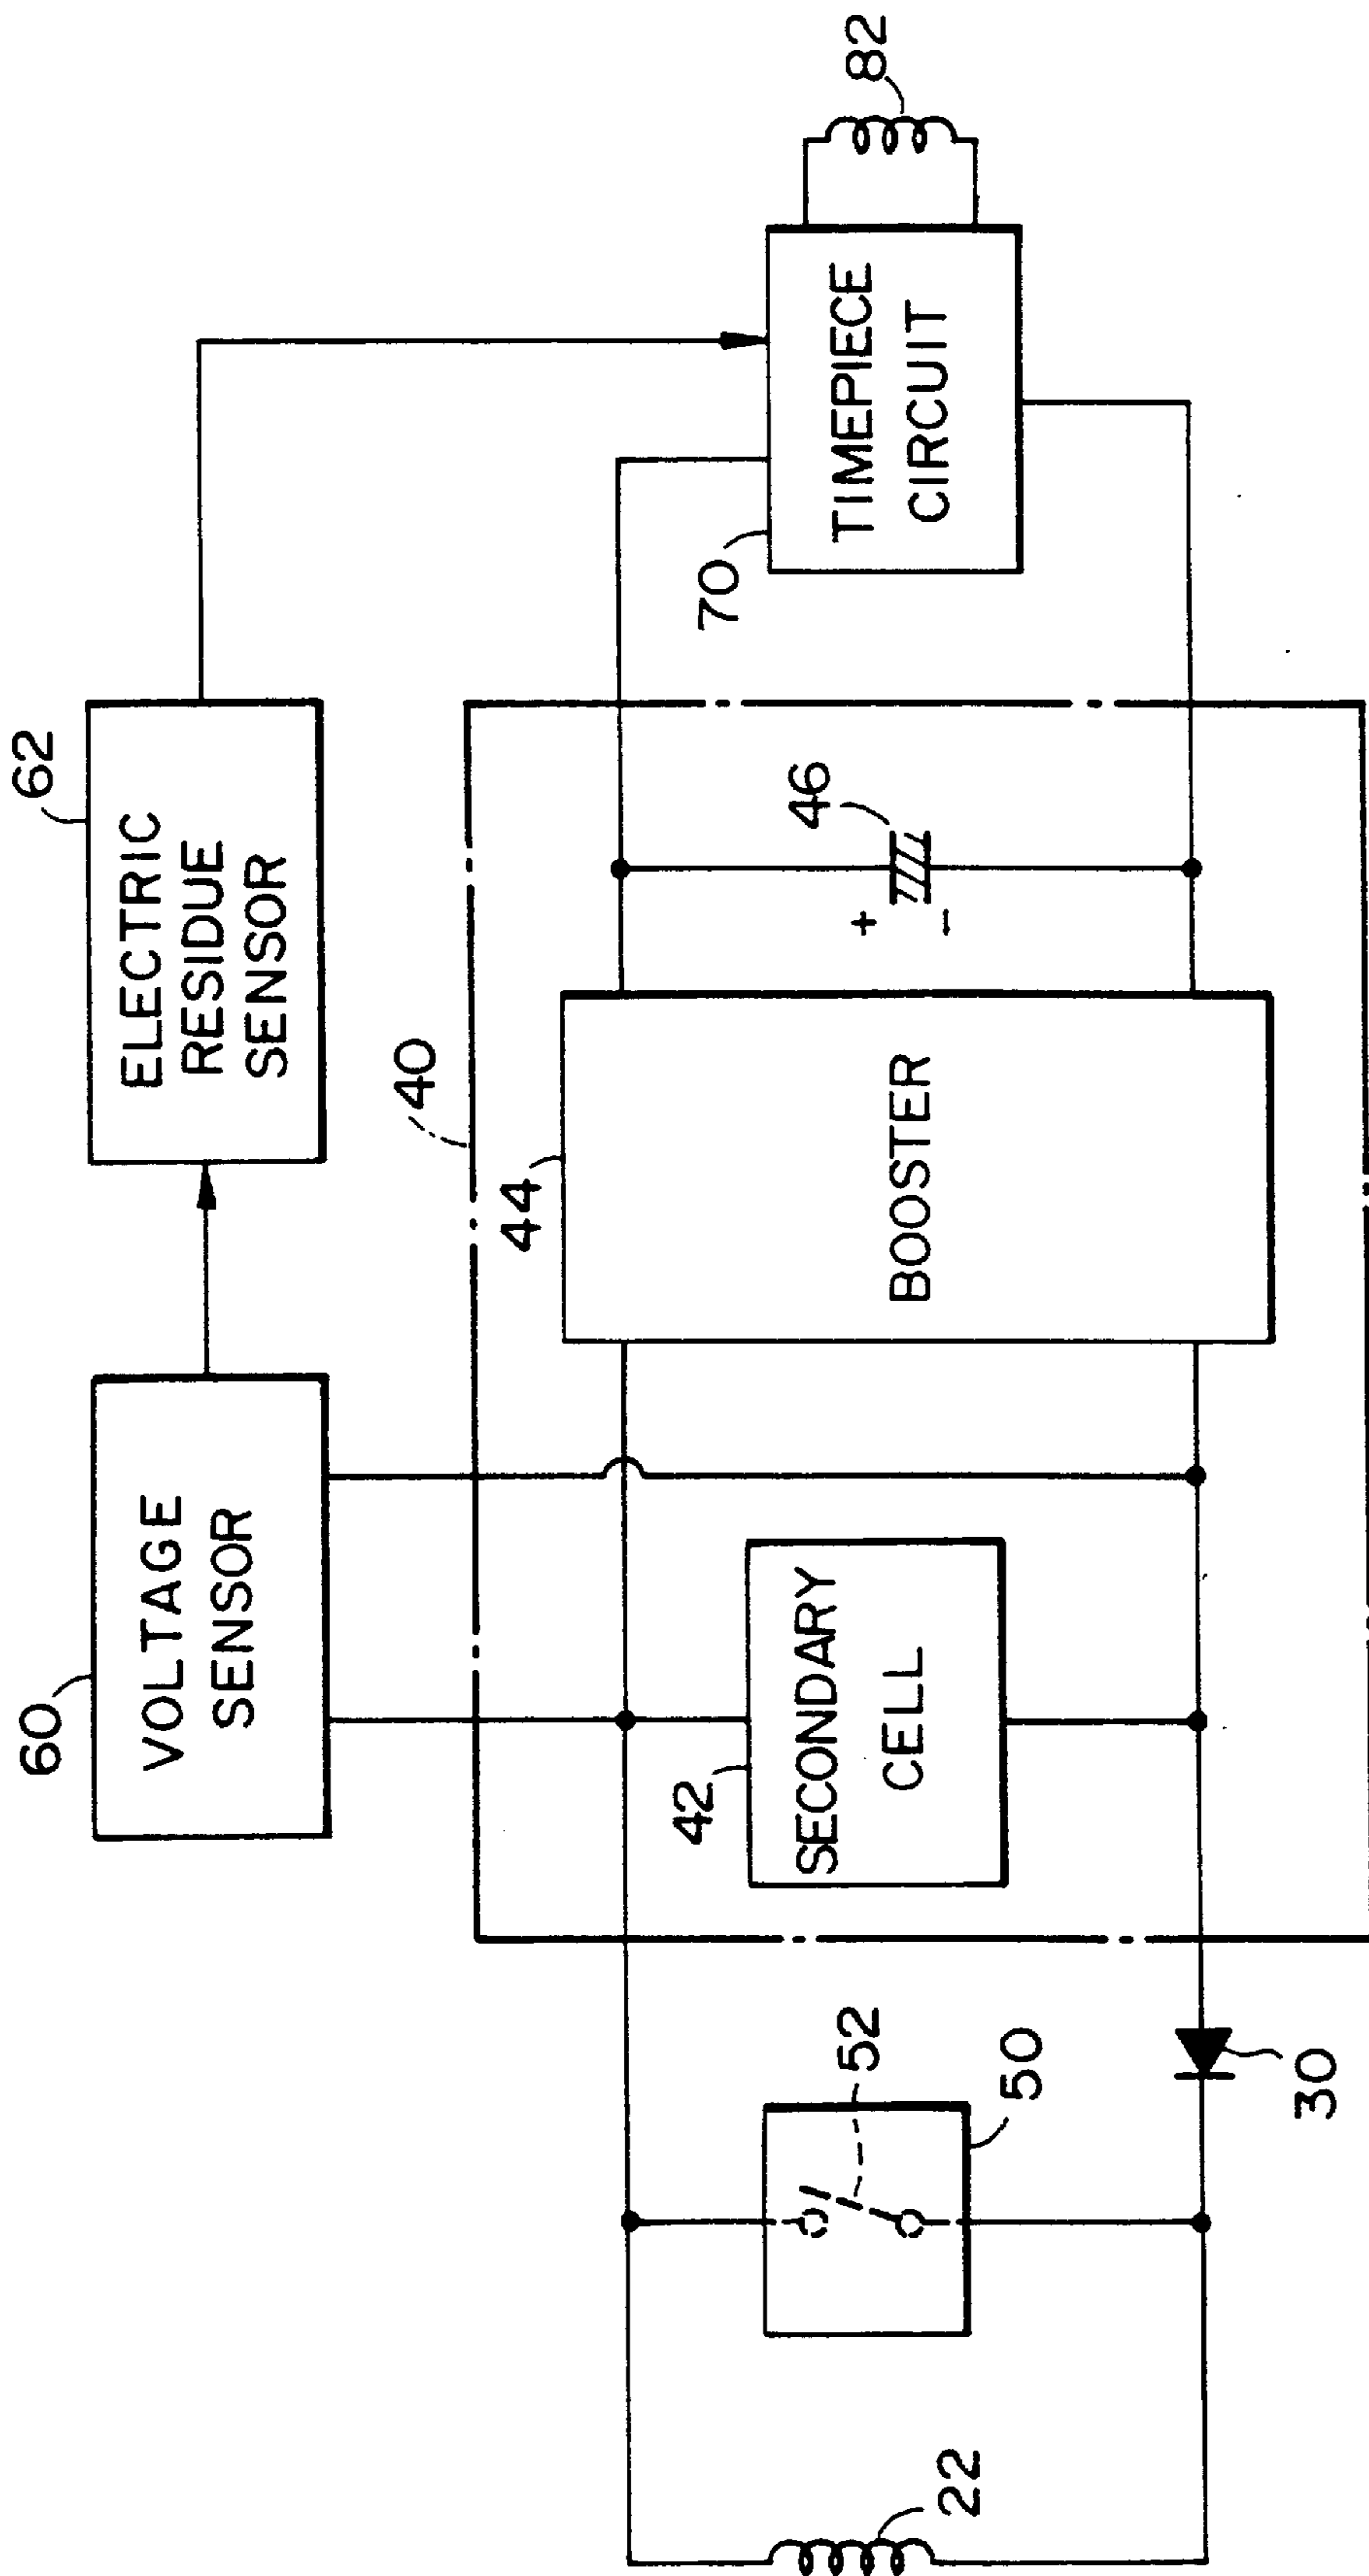 60
VOLTAGE
SENSOR
62
ELECTRIC
RESIDUE
SENSOR
40
44
BOOSTER
42
SECONDARY
CELL
46
+
−
70
TIMEPIECE
CIRCUIT
82
52
50
22
30